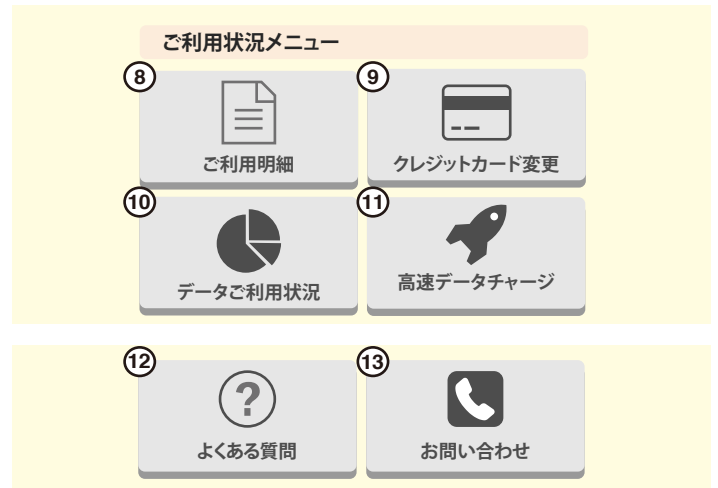 ご利用状況メニュー
⑧
ご利用明細
⑨
クレジットカード変更
⑩
データご利用状況
⑪
高速データチャージ
⑫
?
よくある質問
⑬
お問い合わせ